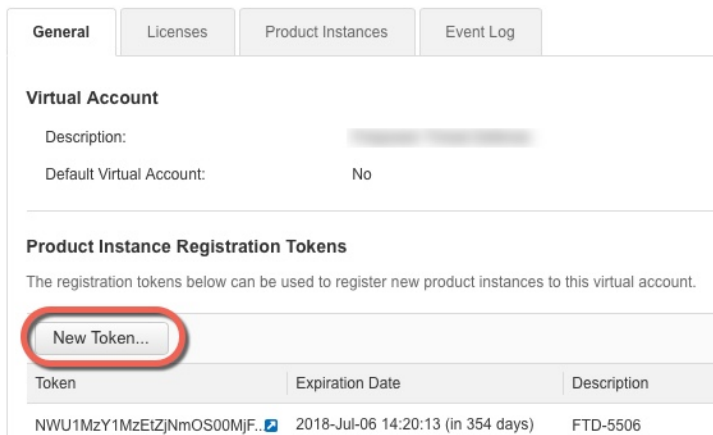 General Licenses Product Instances Event Log
Virtual Account
Description:
Default Virtual Account: No
Product Instance Registration Tokens
The registration tokens below can be used to register new product instances to this virtual account.
New Token...
Token Expiration Date Description
NWU1MzY1MzEtZjNmOS00MjF.. 2018-Jul-06 14:20:13 (in 354 days) FTD-5506